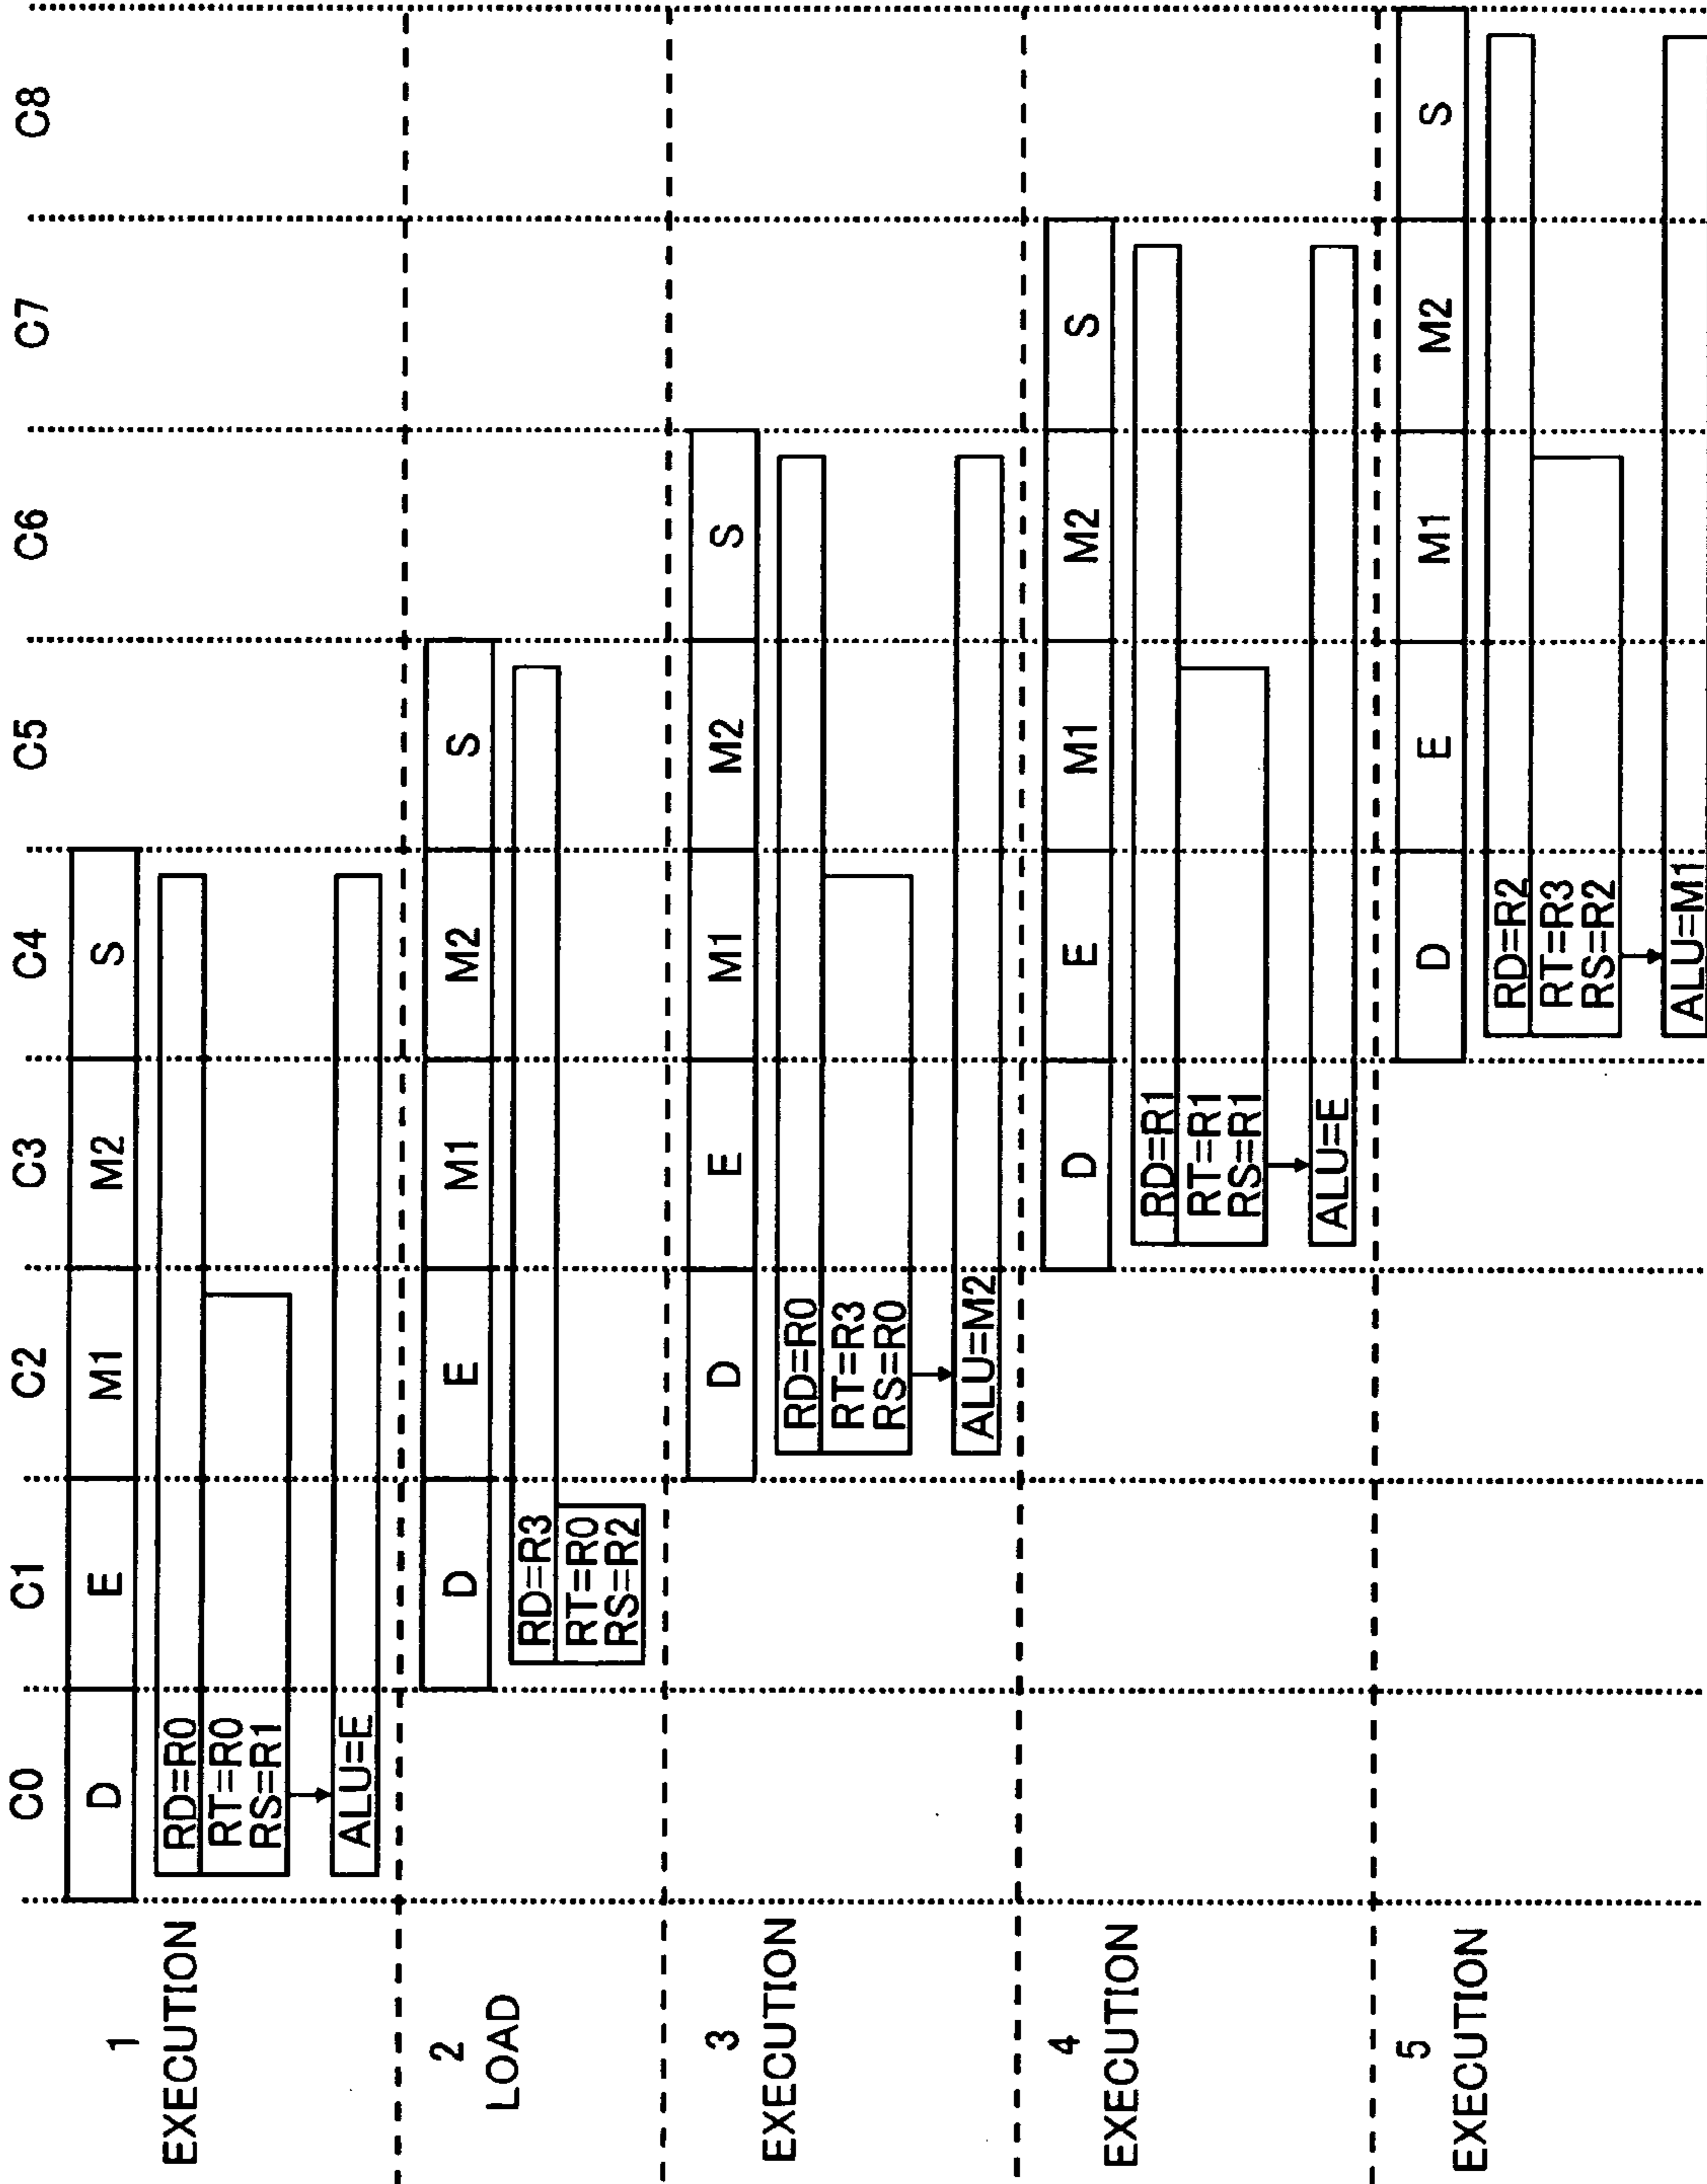 C0 C1 C2 C3 C4 C5 C6 C7 C8
1
EXECUTION
D E M1 M2 S
RD=R0
RT=R0
RS=R1
ALU=E
2
LOAD
D E M1 M2 S
RD=R3
RT=R0
RS=R2
3
EXECUTION
D E M1 M2 S
RD=R0
RT=R3
RS=R0
ALU=M2
4
EXECUTION
D E M1 M2 S
RD=R1
RT=R1
RS=R1
ALU=E
5
EXECUTION
D E M1 M2 S
RD=R2
RT=R3
RS=R2
ALU=M1